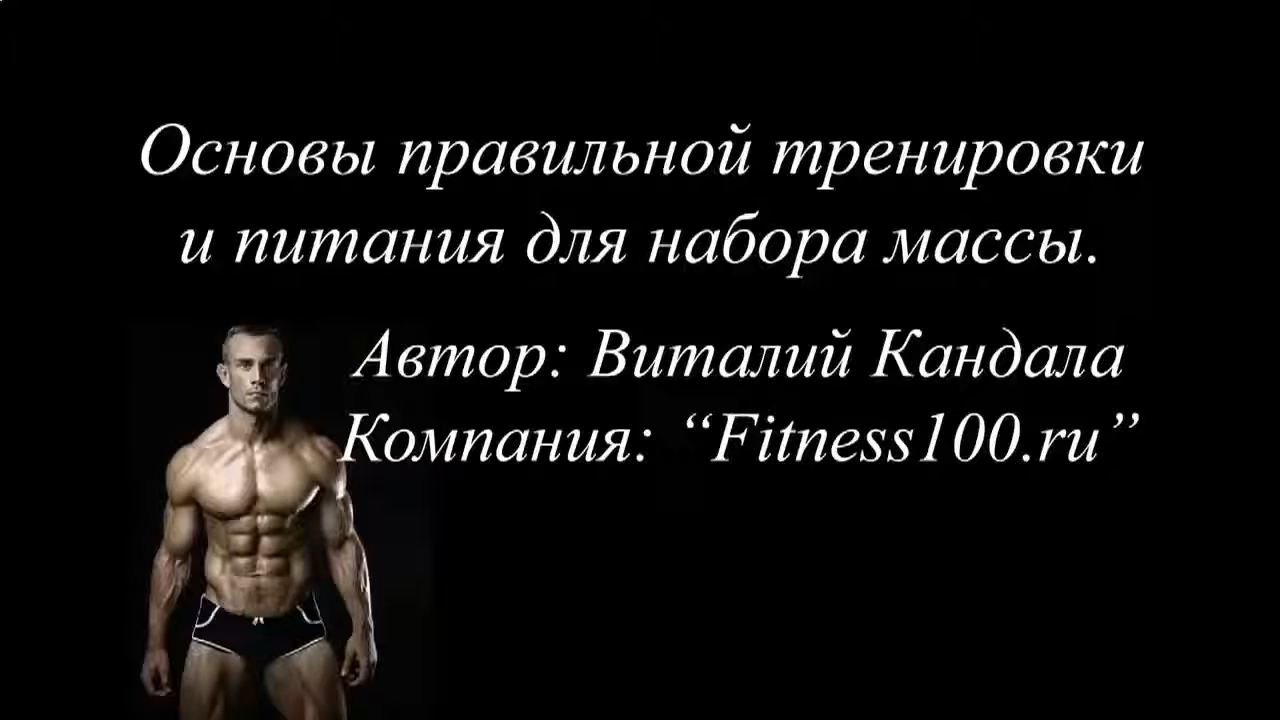 Основы правильной тренировки
и питания для набора массы.
Автор: Виталий Кандала
Компания: “Fitness100.ru”